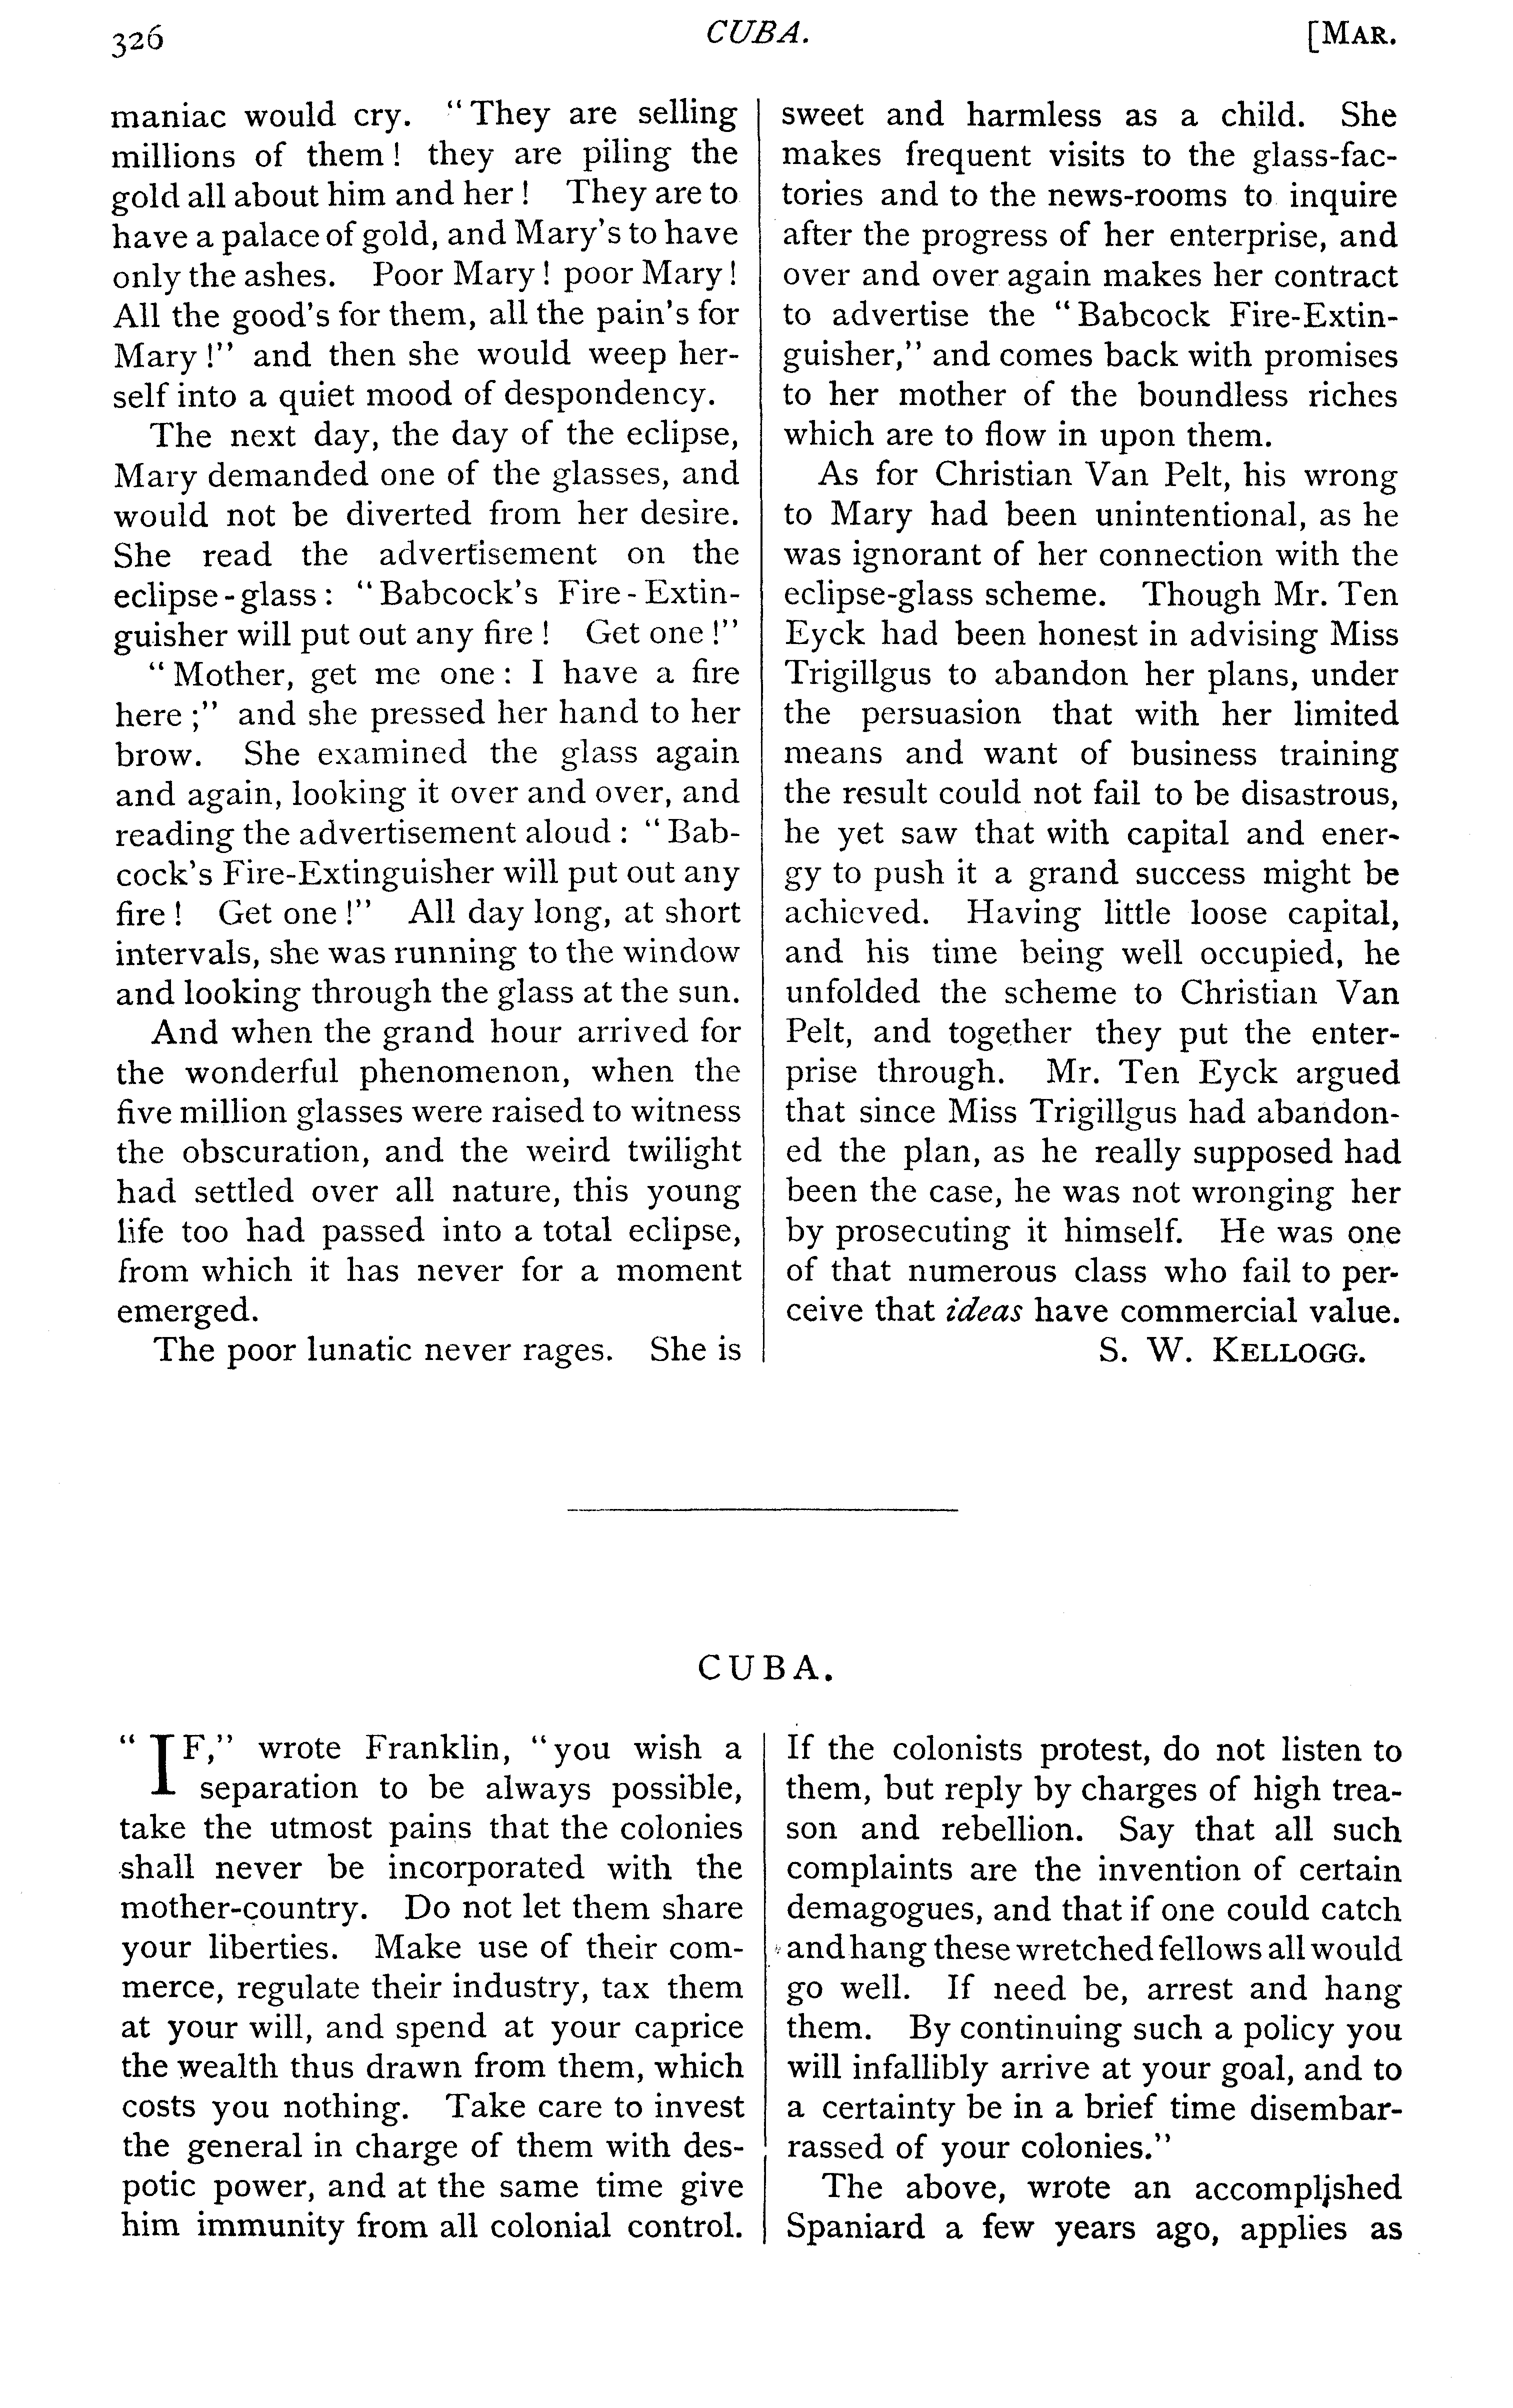 326
CUBA.
[MAR.
maniac would cry. "They are selling
millions of them! they are piling the
gold all about him and her! They are to
have a palace of gold, and Mary's to have
only the ashes. Poor Mary! poor Mary!
All the good's for them, all the pain's for
Mary!" and then she would weep her-
self into a quiet mood of despondency.
The next day, the day of the eclipse,
Mary demanded one of the glasses, and
would not be diverted from her desire.
She read the advertisement on the
eclipse-glass: "Babcock's Fire-Extin-
guisher will put out any fire! Get one!"
"Mother, get me one: I have a fire
here;" and she pressed her hand to her
brow. She examined the glass again
and again, looking it over and over, and
reading the advertisement aloud: "Bab-
cock's Fire-Extinguisher will put out any
fire! Get one!" All day long, at short
intervals, she was running to the window
and looking through the glass at the sun.
And when the grand hour arrived for
the wonderful phenomenon, when the
five million glasses were raised to witness
the obscuration, and the weird twilight
had settled over all nature, this young
life too had passed into a total eclipse,
from which it has never for a moment
emerged.
The poor lunatic never rages. She is
sweet and harmless as a child. She
makes frequent visits to the glass-fac-
tories and to the news-rooms to inquire
after the progress of her enterprise, and
over and over again makes her contract
to advertise the "Babcock Fire-Extin-
guisher," and comes back with promises
to her mother of the boundless riches
which are to flow in upon them.
As for Christian Van Pelt, his wrong
to Mary had been unintentional, as he
was ignorant of her connection with the
eclipse-glass scheme. Though Mr. Ten
Eyck had been honest in advising Miss
Trigillgus to abandon her plans, under
the persuasion that with her limited
means and want of business training
the result could not fail to be disastrous,
he yet saw that with capital and ener-
gy to push it a grand success might be
achieved. Having little loose capital,
and his time being well occupied, he
unfolded the scheme to Christian Van
Pelt, and together they put the enter-
prise through. Mr. Ten Eyck argued
that since Miss Trigillgus had abandon-
ed the plan, as he really supposed had
been the case, he was not wronging her
by prosecuting it himself. He was one
of that numerous class who fail to per-
ceive that ideas have commercial value.
S. W. KELLOGG.
CUBA.
"IF," wrote Franklin, "you wish a
separation to be always possible,
take the utmost pains that the colonies
shall never be incorporated with the
mother-country. Do not let them share
your liberties. Make use of their com-
merce, regulate their industry, tax them
at your will, and spend at your caprice
the wealth thus drawn from them, which
costs you nothing. Take care to invest
the general in charge of them with des-
potic power, and at the same time give
him immunity from all colonial control.
If the colonists protest, do not listen to
them, but reply by charges of high trea-
son and rebellion. Say that all such
complaints are the invention of certain
demagogues, and that if one could catch
and hang these wretched fellows all would
go well. If need be, arrest and hang
them. By continuing such a policy you
will infallibly arrive at your goal, and to
a certainty be in a brief time disembar-
rassed of your colonies."
The above, wrote an accomplished
Spaniard a few years ago, applies as